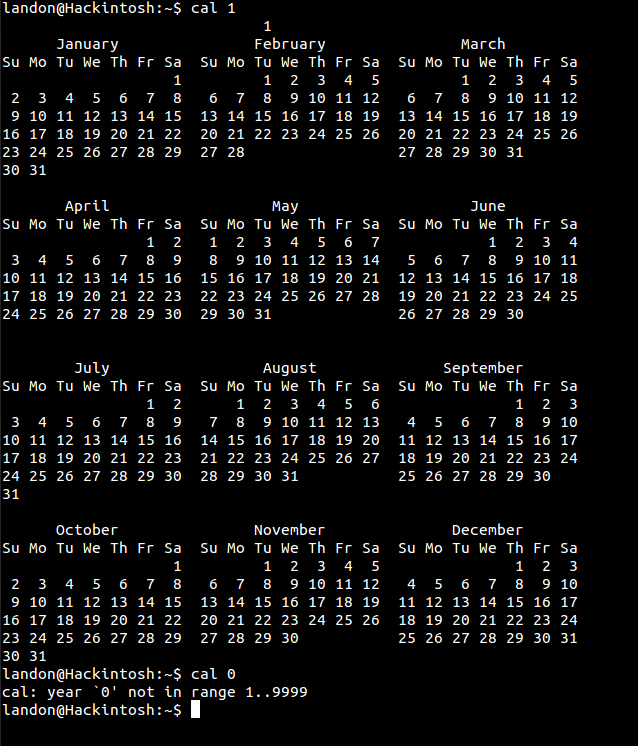 landon@Hackintosh:~$ cal 1
                             1
      January               February               March
Su Mo Tu We Th Fr Sa  Su Mo Tu We Th Fr Sa  Su Mo Tu We Th Fr Sa
                   1         1  2  3  4  5         1  2  3  4  5
 2  3  4  5  6  7  8   6  7  8  9 10 11 12   6  7  8  9 10 11 12
 9 10 11 12 13 14 15  13 14 15 16 17 18 19  13 14 15 16 17 18 19
16 17 18 19 20 21 22  20 21 22 23 24 25 26  20 21 22 23 24 25 26
23 24 25 26 27 28 29  27 28                 27 28 29 30 31
30 31

       April                  May                   June
Su Mo Tu We Th Fr Sa  Su Mo Tu We Th Fr Sa  Su Mo Tu We Th Fr Sa
                1  2   1  2  3  4  5  6  7            1  2  3  4
 3  4  5  6  7  8  9   8  9 10 11 12 13 14   5  6  7  8  9 10 11
10 11 12 13 14 15 16  15 16 17 18 19 20 21  12 13 14 15 16 17 18
17 18 19 20 21 22 23  22 23 24 25 26 27 28  19 20 21 22 23 24 25
24 25 26 27 28 29 30  29 30 31              26 27 28 29 30

        July                 August              September
Su Mo Tu We Th Fr Sa  Su Mo Tu We Th Fr Sa  Su Mo Tu We Th Fr Sa
                1  2      1  2  3  4  5  6               1  2  3
 3  4  5  6  7  8  9   7  8  9 10 11 12 13   4  5  6  7  8  9 10
10 11 12 13 14 15 16  14 15 16 17 18 19 20  11 12 13 14 15 16 17
17 18 19 20 21 22 23  21 22 23 24 25 26 27  18 19 20 21 22 23 24
24 25 26 27 28 29 30  28 29 30 31           25 26 27 28 29 30
31

      October               November              December
Su Mo Tu We Th Fr Sa  Su Mo Tu We Th Fr Sa  Su Mo Tu We Th Fr Sa
                   1         1  2  3  4  5               1  2  3
 2  3  4  5  6  7  8   6  7  8  9 10 11 12   4  5  6  7  8  9 10
 9 10 11 12 13 14 15  13 14 15 16 17 18 19  11 12 13 14 15 16 17
16 17 18 19 20 21 22  20 21 22 23 24 25 26  18 19 20 21 22 23 24
23 24 25 26 27 28 29  27 28 29 30           25 26 27 28 29 30 31
30 31
landon@Hackintosh:~$ cal 0
cal: year `0' not in range 1..9999
landon@Hackintosh:~$